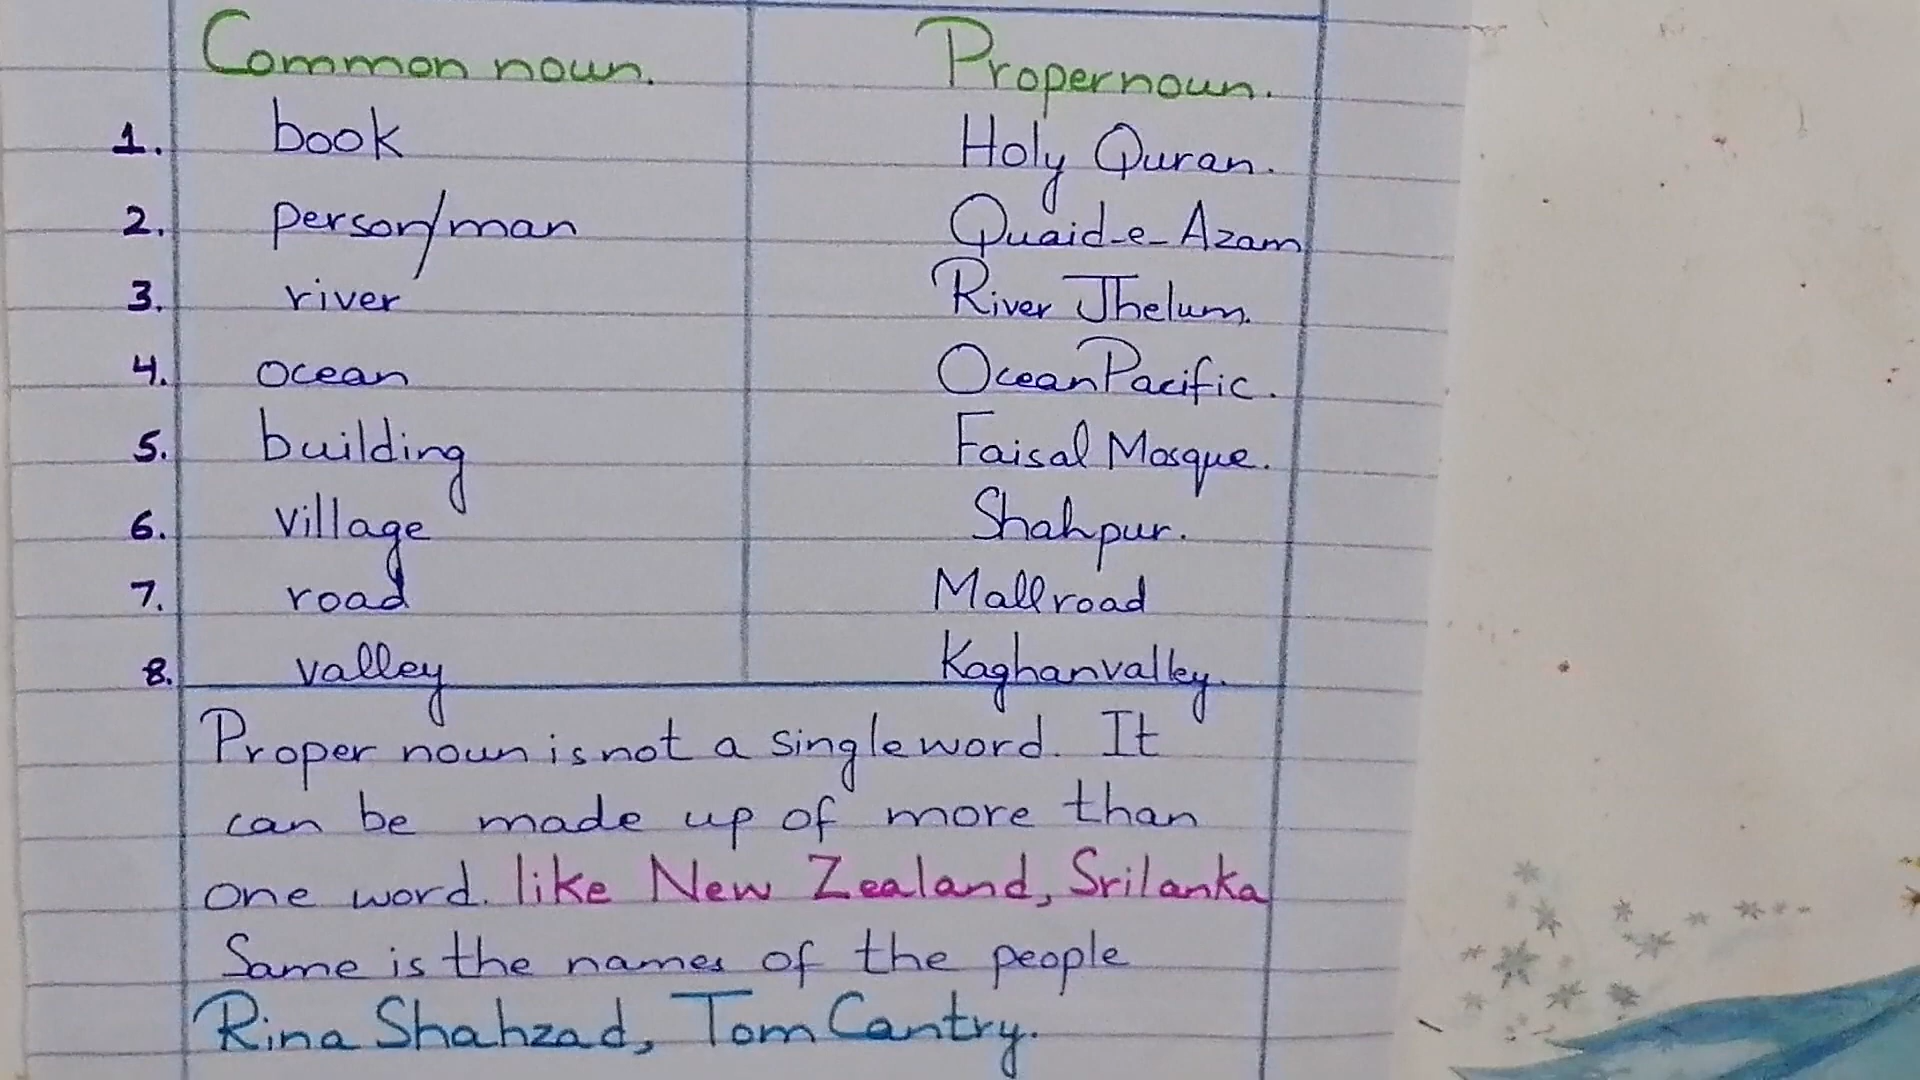 Common noun. Proper noun.
1. book Holy Quran.
2. person/man Quaid-e-Azam
3. river River Jhelum.
4. ocean Ocean Pacific.
5. building Faisal Mosque.
6. village Shahpur.
7. road Mall road
8. valley Kaghan valley.
Proper noun is not a single word. It
can be made up of more than
one word. like New Zealand, Srilanka
Same is the names of the people
Rina Shahzad, Tom Cantry.